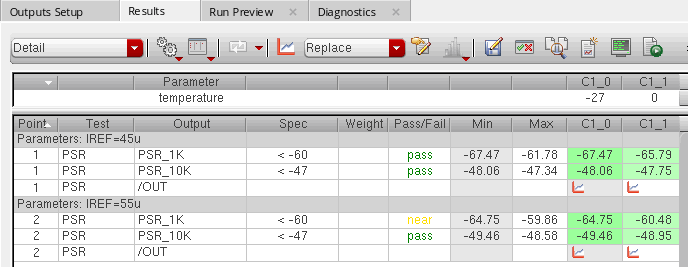 Outputs Setup Results Run Preview Diagnostics
Detail Replace
Parameter C1_0 C1_1
temperature -27 0
Point Test Output Spec Weight Pass/Fail Min Max C1_0 C1_1
Parameters: IREF=45u
1 PSR PSR_1K < -60 pass -67.47 -61.78 -67.47 -65.79
1 PSR PSR_10K < -47 pass -48.06 -47.34 -48.06 -47.75
1 PSR /OUT
Parameters: IREF=55u
2 PSR PSR_1K < -60 near -64.75 -59.86 -64.75 -60.48
2 PSR PSR_10K < -47 pass -49.46 -48.58 -49.46 -48.95
2 PSR /OUT